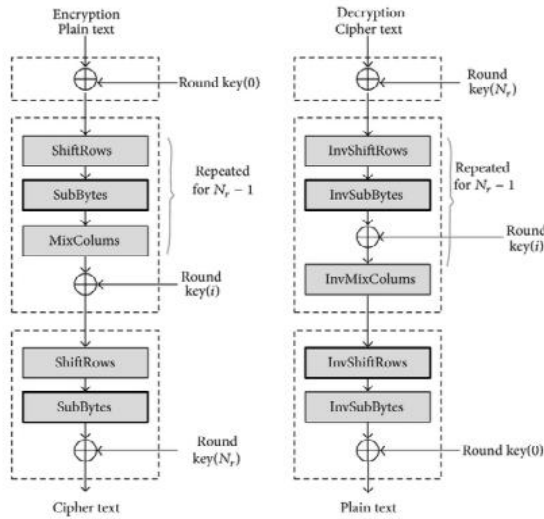 Encryption
Plain text
Round key(0)
ShiftRows
SubBytes
MixColums
Repeated
for N_r − 1
Round
key(i)
ShiftRows
SubBytes
Round
key(N_r)
Cipher text
Decryption
Cipher text
Round
key(N_r)
InvShiftRows
InvSubBytes
Repeated
for N_r − 1
Round
key(i)
InvMixColums
InvShiftRows
InvSubBytes
Round key(0)
Plain text